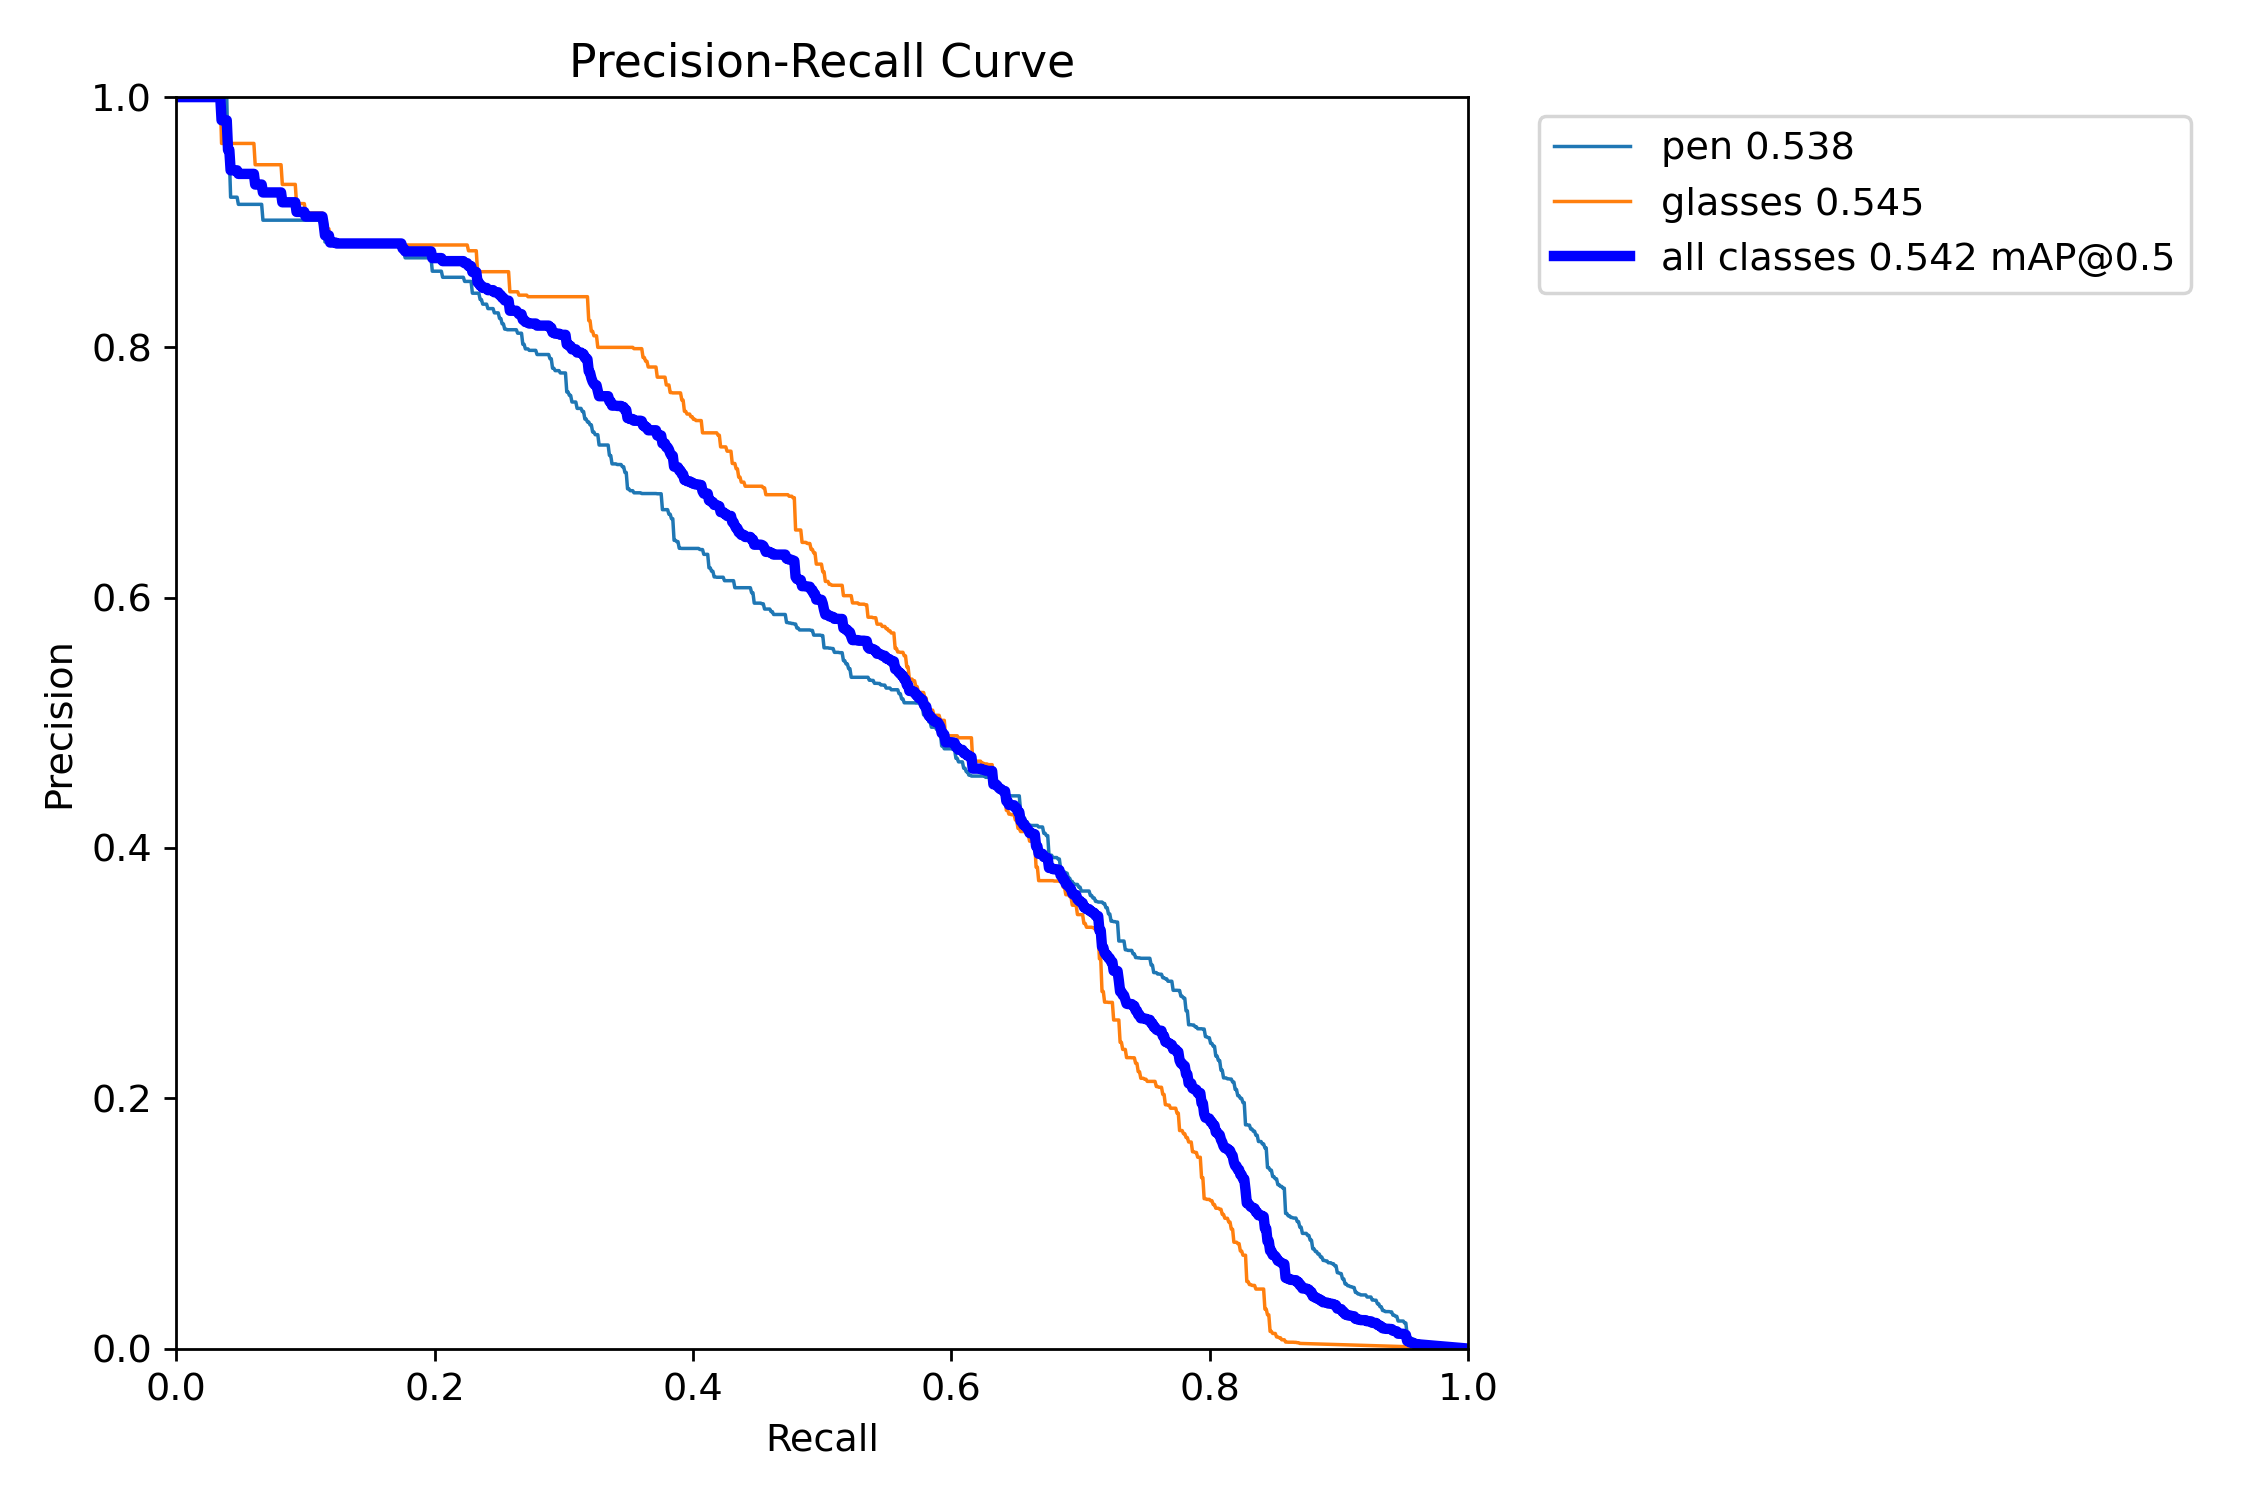 Precision-Recall Curve
pen 0.538
glasses 0.545
all classes 0.542 mAP@0.5
Precision
1.0
0.8
0.6
0.4
0.2
0.0
0.0 0.2 0.4 0.6 0.8 1.0
Recall